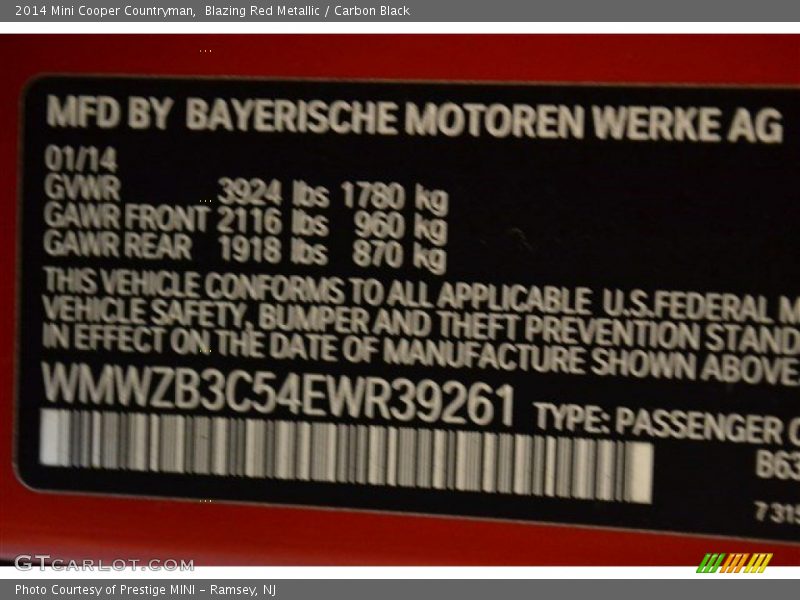 2014 Mini Cooper Countryman,  Blazing Red Metallic / Carbon Black
MFD BY BAYERISCHE MOTOREN WERKE AG
01/14
GVWR 3924 lbs 1780 kg
GAWR FRONT 2116 lbs 960 kg
GAWR REAR 1918 lbs 870 kg
THIS VEHICLE CONFORMS TO ALL APPLICABLE U.S.FEDERAL M
VEHICLE SAFETY, BUMPER AND THEFT PREVENTION STAND
IN EFFECT ON THE DATE OF MANUFACTURE SHOWN ABOVE.
WMWZB3C54EWR39261 TYPE: PASSENGER C
B63
7 315
GTCARLOT.COM
Photo Courtesy of Prestige MINI - Ramsey, NJ